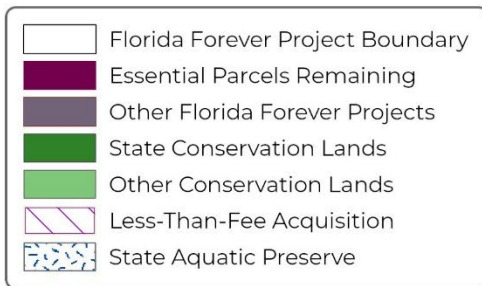 Florida Forever Project Boundary
Essential Parcels Remaining
Other Florida Forever Projects
State Conservation Lands
Other Conservation Lands
Less-Than-Fee Acquisition
State Aquatic Preserve